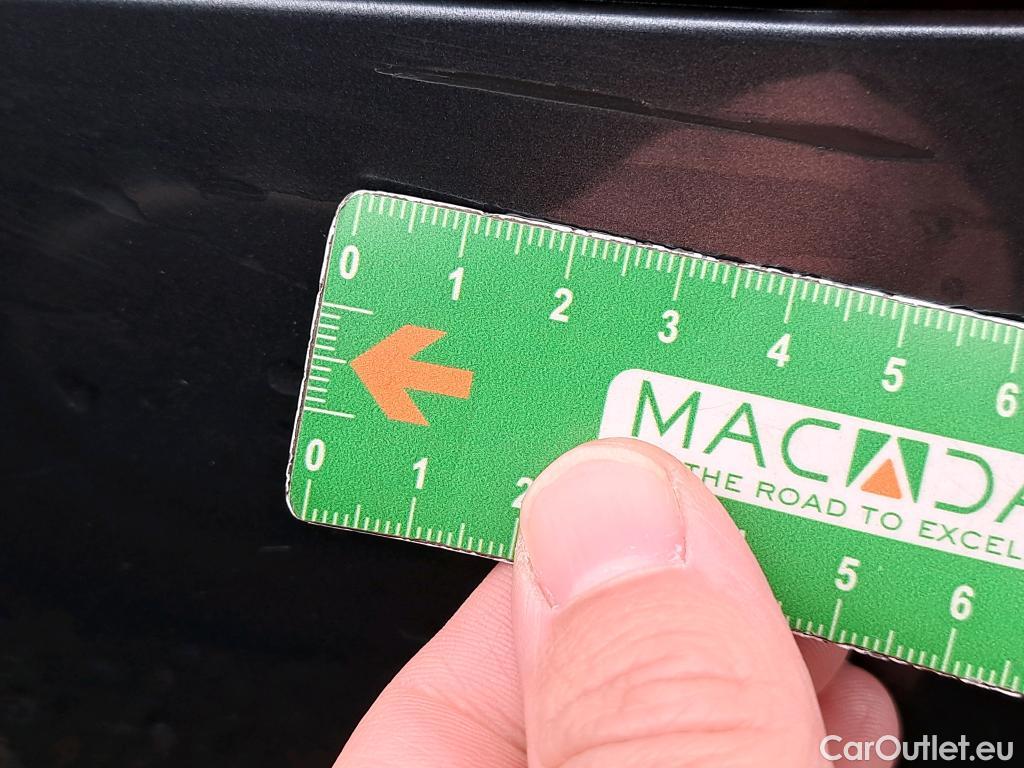 0 1 2 3 4 5 6
MACADA
THE ROAD TO EXCEL
0 1 2 5 6
CarOutlet.eu